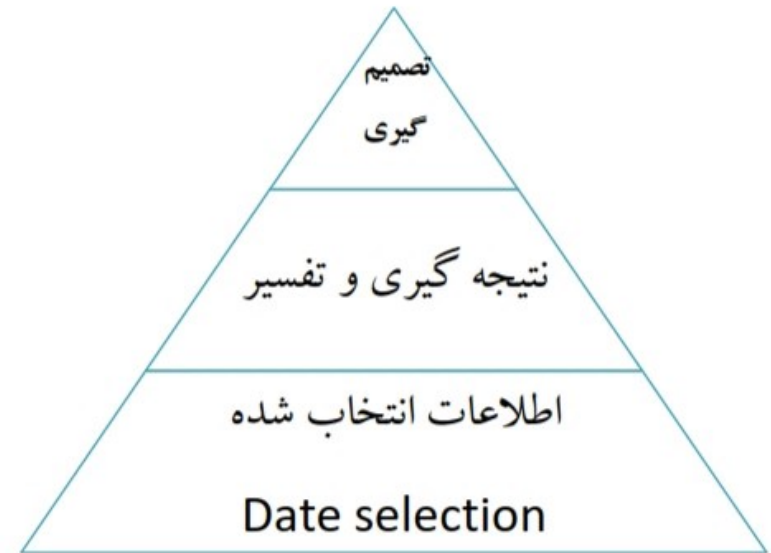 تصمیم
گیری
نتیجه گیری و تفسیر
اطلاعات انتخاب شده
Date selection